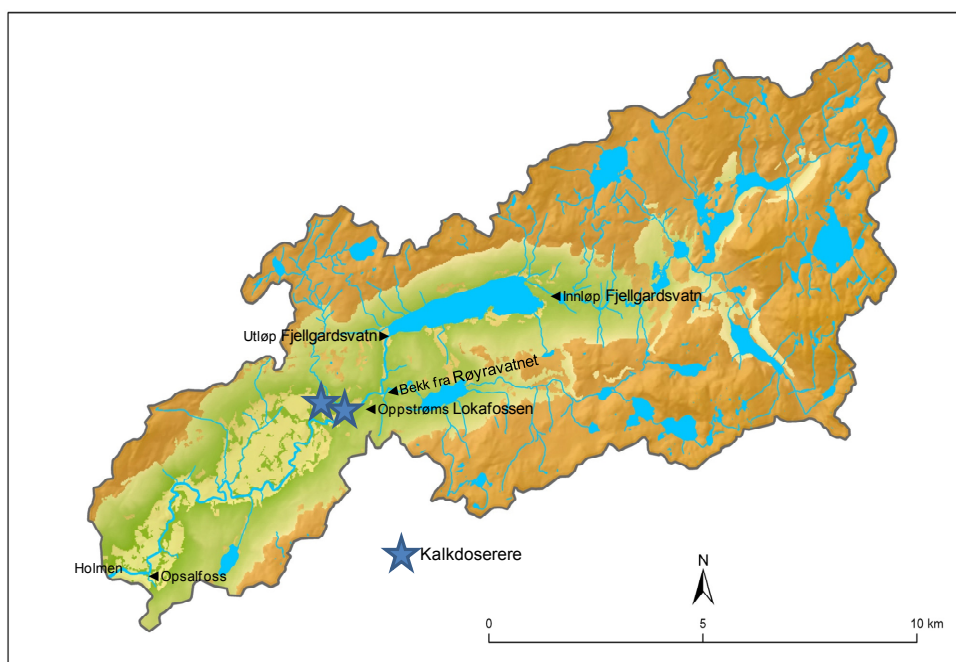 Innløp Fjellgardsvatn
Utløp Fjellgardsvatn
Bekk fra Røyravatnet
Oppstrøms Lokafossen
Kalkdoserere
Holmen
Opsalfoss
N
0 5 10 km